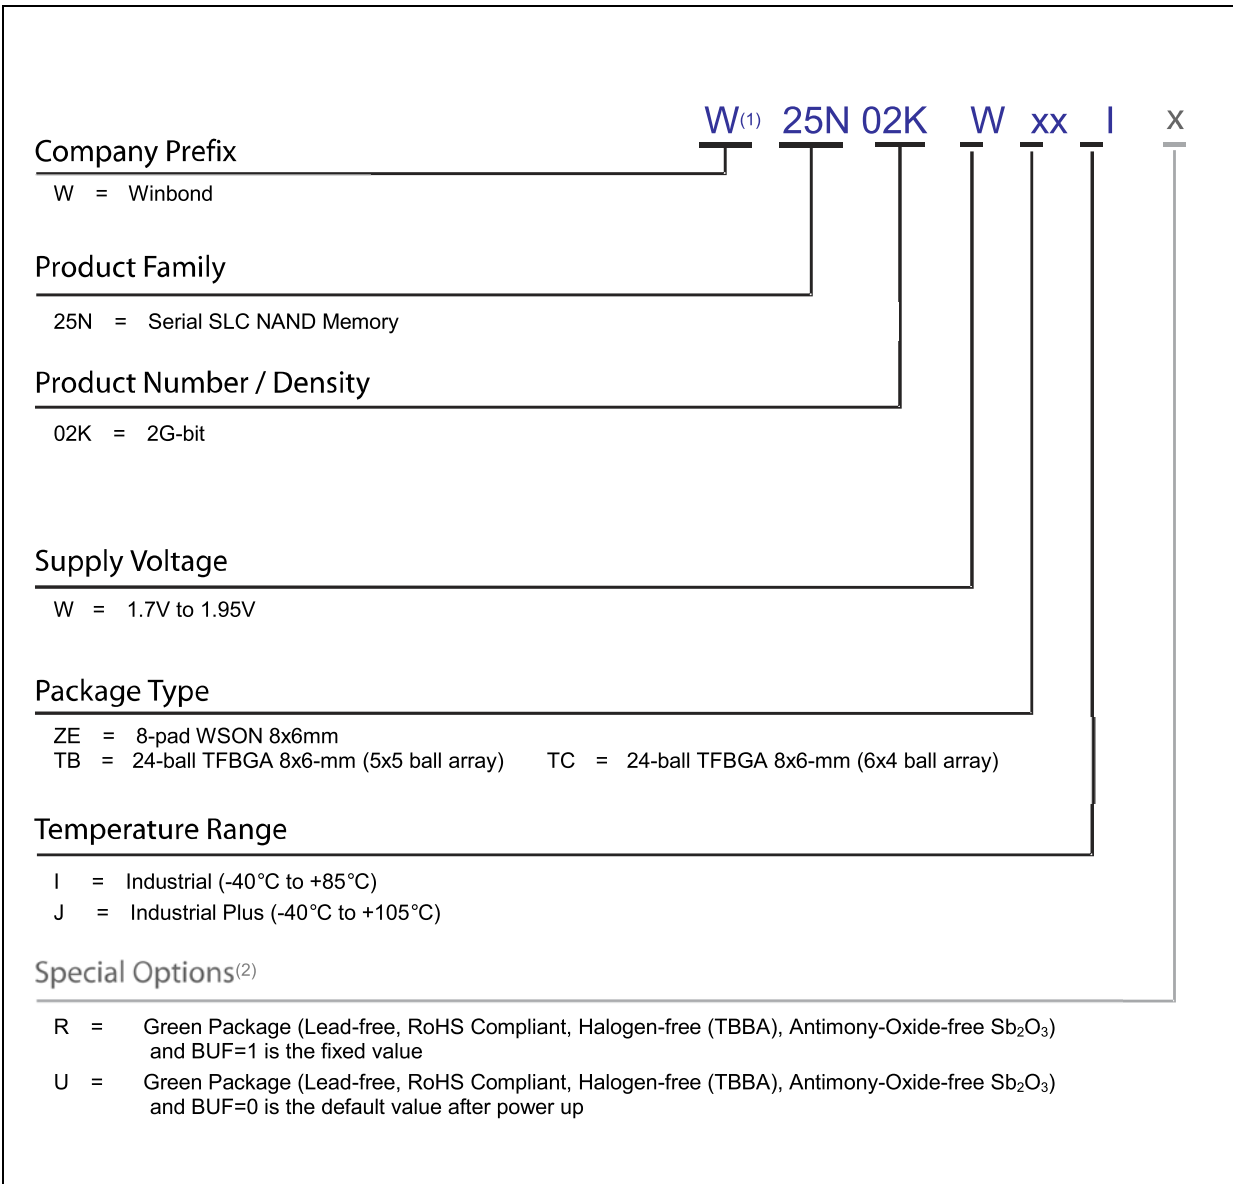 W(1) 25N 02K W xx I x
Company Prefix
W = Winbond
Product Family
25N = Serial SLC NAND Memory
Product Number / Density
02K = 2G-bit
Supply Voltage
W = 1.7V to 1.95V
Package Type
ZE = 8-pad WSON 8x6mm
TB = 24-ball TFBGA 8x6-mm (5x5 ball array) TC = 24-ball TFBGA 8x6-mm (6x4 ball array)
Temperature Range
I = Industrial (-40°C to +85°C)
J = Industrial Plus (-40°C to +105°C)
Special Options(2)
R = Green Package (Lead-free, RoHS Compliant, Halogen-free (TBBA), Antimony-Oxide-free Sb₂O₃)
and BUF=1 is the fixed value
U = Green Package (Lead-free, RoHS Compliant, Halogen-free (TBBA), Antimony-Oxide-free Sb₂O₃)
and BUF=0 is the default value after power up